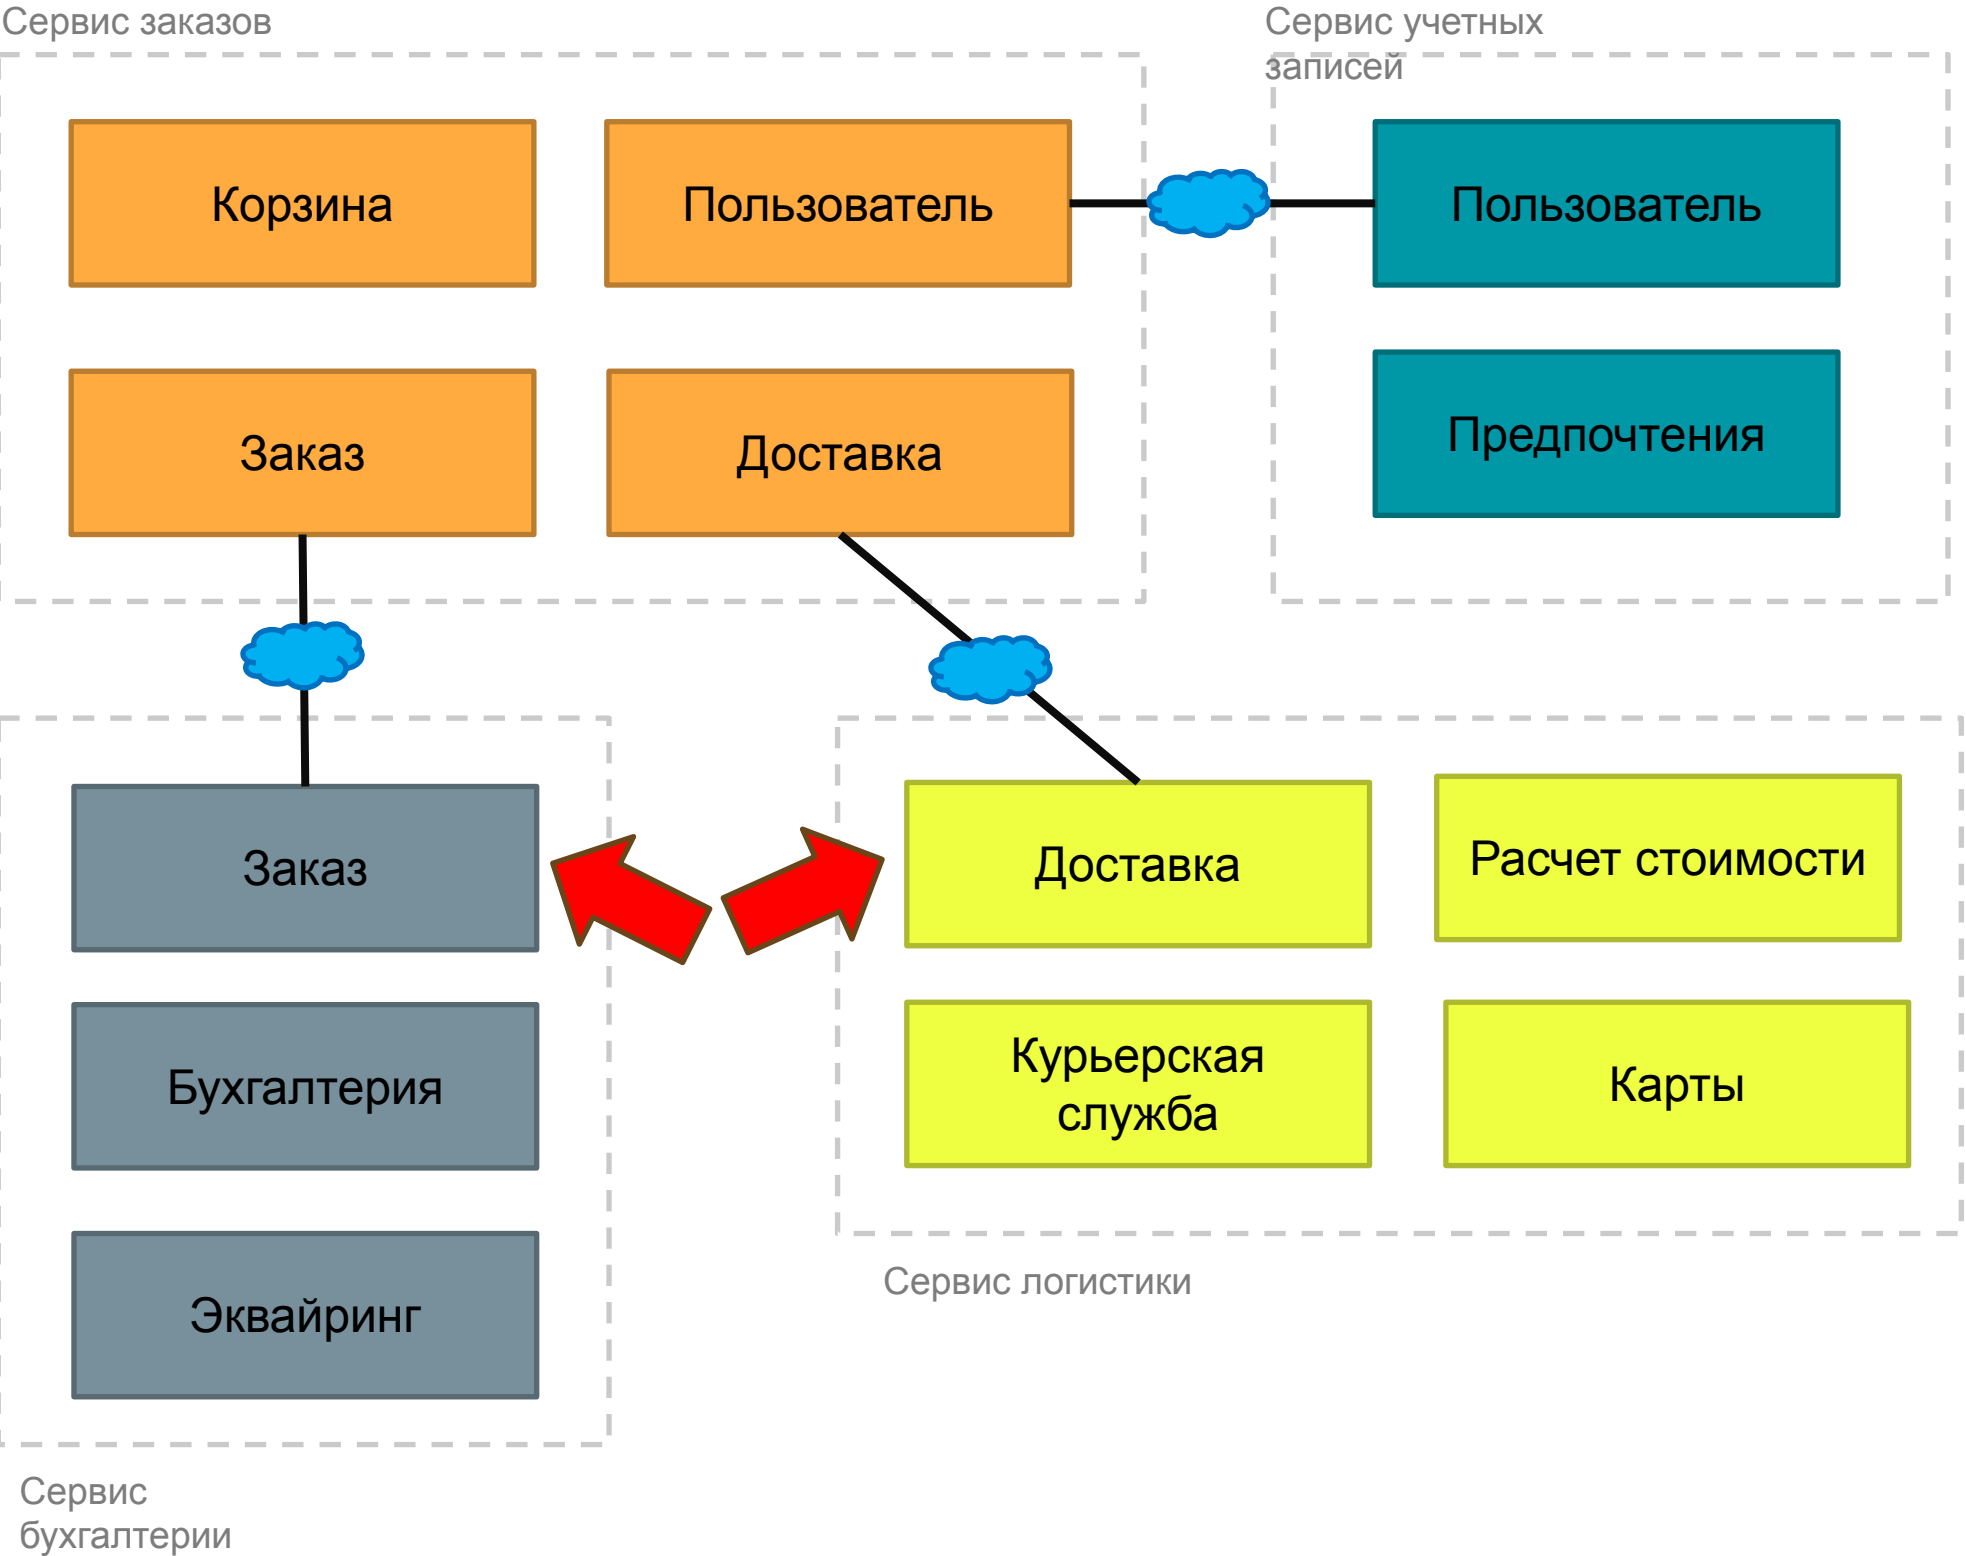 Сервис заказов
Сервис учетных
записей
Корзина
Пользователь
Пользователь
Заказ
Доставка
Предпочтения
Заказ
Доставка
Расчет стоимости
Бухгалтерия
Курьерская
служба
Карты
Эквайринг
Сервис логистики
Сервис
бухгалтерии